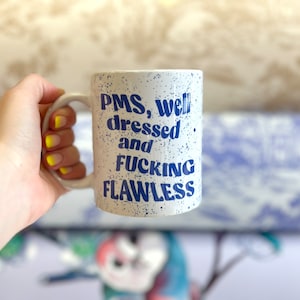 PMS, well
dressed
and
FUCKING
FLAWLESS